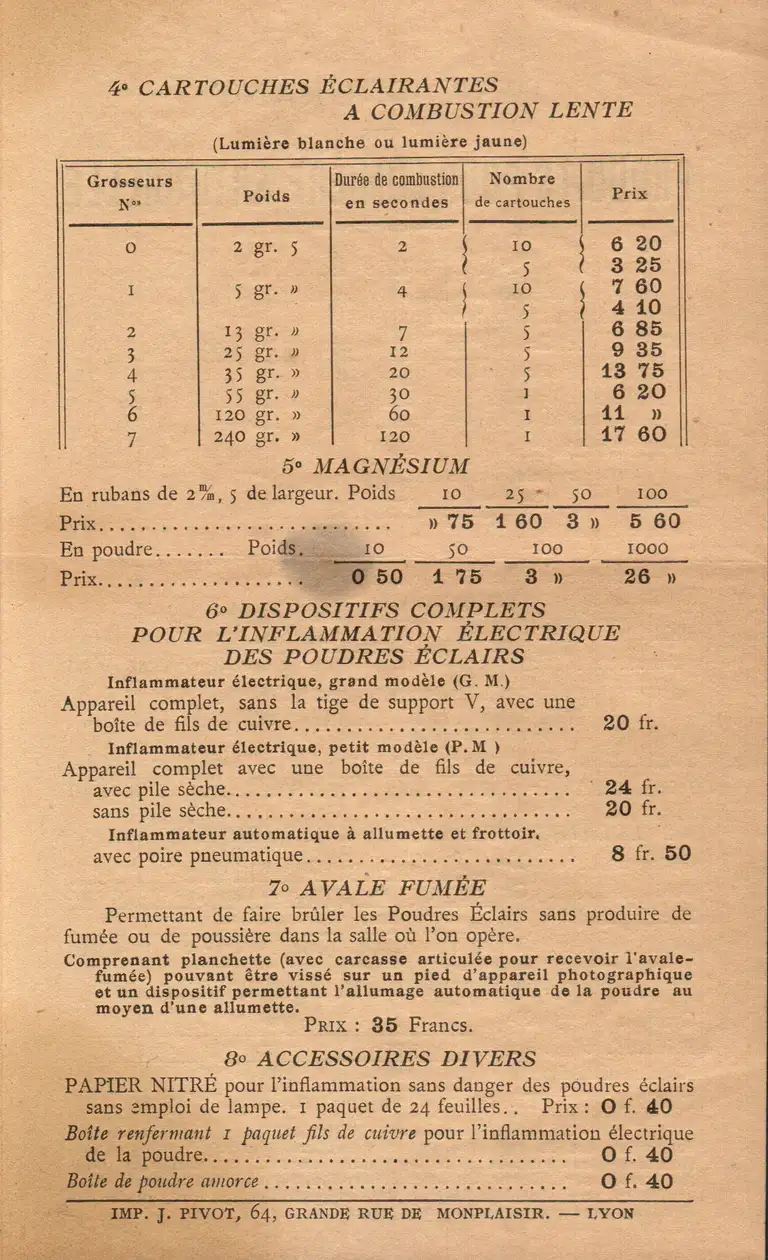 4º CARTOUCHES ÉCLAIRANTES
A COMBUSTION LENTE
(Lumière blanche ou lumière jaune)
Grosseurs Nos Poids Durée de combustion en secondes Nombre de cartouches Prix
0 2 gr. 5 2 10 6 20
5 3 25
1 5 gr. » 4 10 7 60
5 4 10
2 13 gr. » 7 5 6 85
3 25 gr. » 12 5 9 35
4 35 gr. » 20 5 13 75
5 55 gr. » 30 1 6 20
6 120 gr. » 60 1 11 »
7 240 gr. » 120 1 17 60
5º MAGNÉSIUM
En rubans de 2 m/m, 5 de largeur. Poids 10 25 50 100
Prix............................ » 75 1 60 3 » 5 60
En poudre....... Poids. 10 50 100 1000
Prix................... 0 50 1 75 3 » 26 »
6º DISPOSITIFS COMPLETS
POUR L'INFLAMMATION ÉLECTRIQUE
DES POUDRES ÉCLAIRS
Inflammateur électrique, grand modèle (G. M.)
Appareil complet, sans la tige de support V, avec une
boîte de fils de cuivre.......................... 20 fr.
Inflammateur électrique, petit modèle (P. M )
Appareil complet avec une boîte de fils de cuivre,
avec pile sèche................................ 24 fr.
sans pile sèche................................ 20 fr.
Inflammateur automatique à allumette et frottoir.
avec poire pneumatique......................... 8 fr. 50
7º AVALE FUMÉE
Permettant de faire brûler les Poudres Éclairs sans produire de
fumée ou de poussière dans la salle où l'on opère.
Comprenant planchette (avec carcasse articulée pour recevoir l'avale-
fumée) pouvant être vissé sur un pied d'appareil photographique
et un dispositif permettant l'allumage automatique de la poudre au
moyen d'une allumette.
PRIX : 35 Francs.
8º ACCESSOIRES DIVERS
PAPIER NITRÉ pour l'inflammation sans danger des poudres éclairs
sans emploi de lampe. 1 paquet de 24 feuilles.. Prix : 0 f. 40
Boîte renfermant 1 paquet fils de cuivre pour l'inflammation électrique
de la poudre.................................. 0 f. 40
Boîte de poudre amorce............................ 0 f. 40
IMP. J. PIVOT, 64, GRANDE RUE DE MONPLAISIR. — LYON